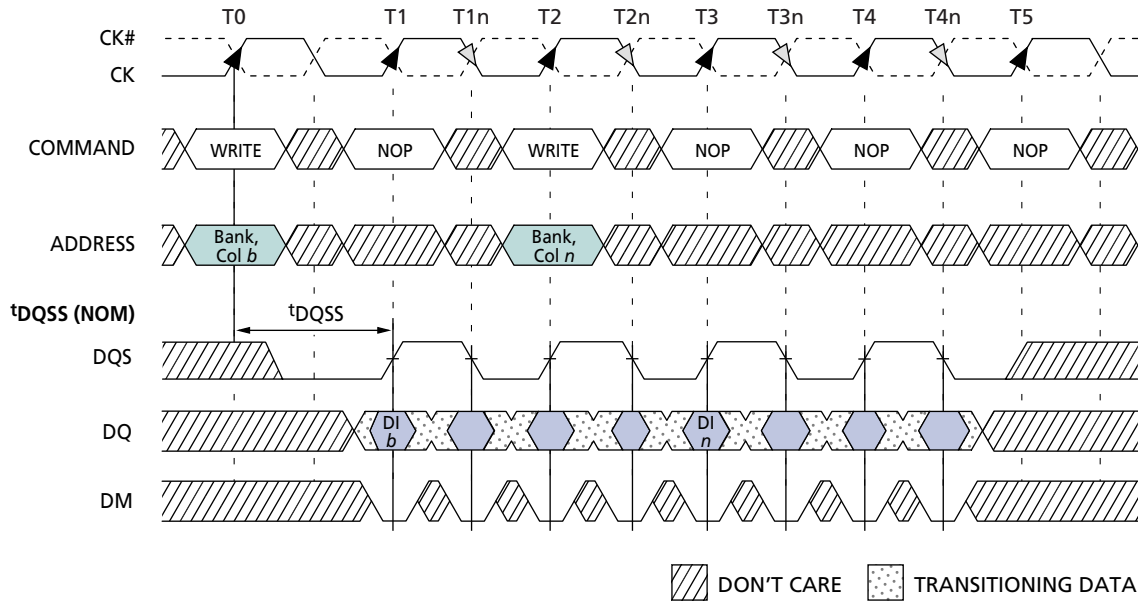 T0 T1 T1n T2 T2n T3 T3n T4 T4n T5
CK#
CK
COMMAND WRITE NOP WRITE NOP NOP NOP
ADDRESS Bank, Col b Bank, Col n
tDQSS (NOM) tDQSS
DQS
DQ DI b DI n
DM
DON'T CARE TRANSITIONING DATA